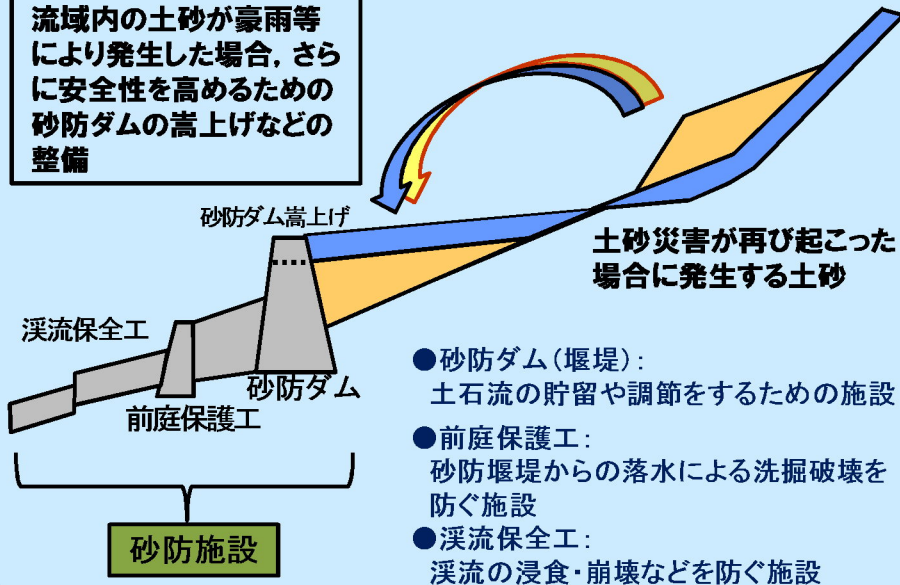 流域内の土砂が豪雨等
により発生した場合，さら
に安全性を高めるための
砂防ダムの嵩上げなどの
整備
砂防ダム嵩上げ
土砂災害が再び起こった
場合に発生する土砂
渓流保全工
砂防ダム
前庭保護工
砂防施設
●砂防ダム（堰堤）：
土石流の貯留や調節をするための施設
●前庭保護工：
砂防堰堤からの落水による洗掘破壊を
防ぐ施設
●渓流保全工：
渓流の浸食・崩壊などを防ぐ施設